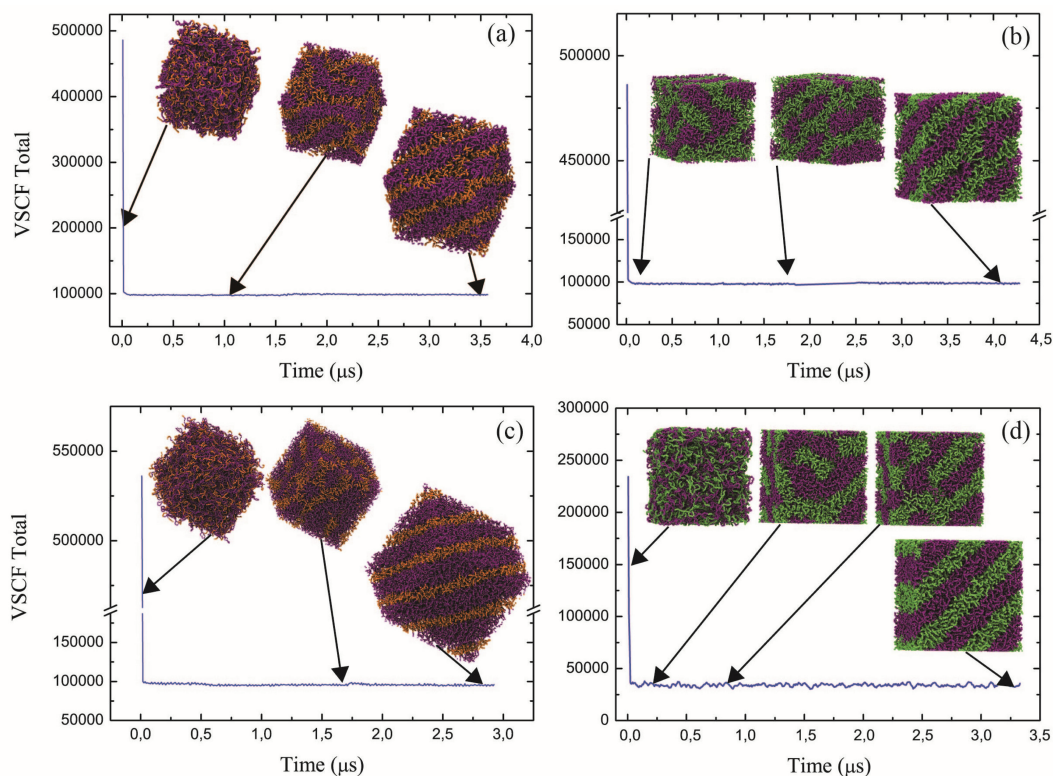 (a)
VSCF Total
500000
400000
300000
200000
100000
0,0 0,5 1,0 1,5 2,0 2,5 3,0 3,5 4,0
Time (μs)
(b)
500000
450000
150000
100000
50000
0,0 0,5 1,0 1,5 2,0 2,5 3,0 3,5 4,0 4,5
Time (μs)
(c)
VSCF Total
550000
500000
150000
100000
50000
0,0 0,5 1,0 1,5 2,0 2,5 3,0
Time (μs)
(d)
300000
250000
200000
150000
100000
50000
0
0,0 0,5 1,0 1,5 2,0 2,5 3,0 3,5
Time (μs)